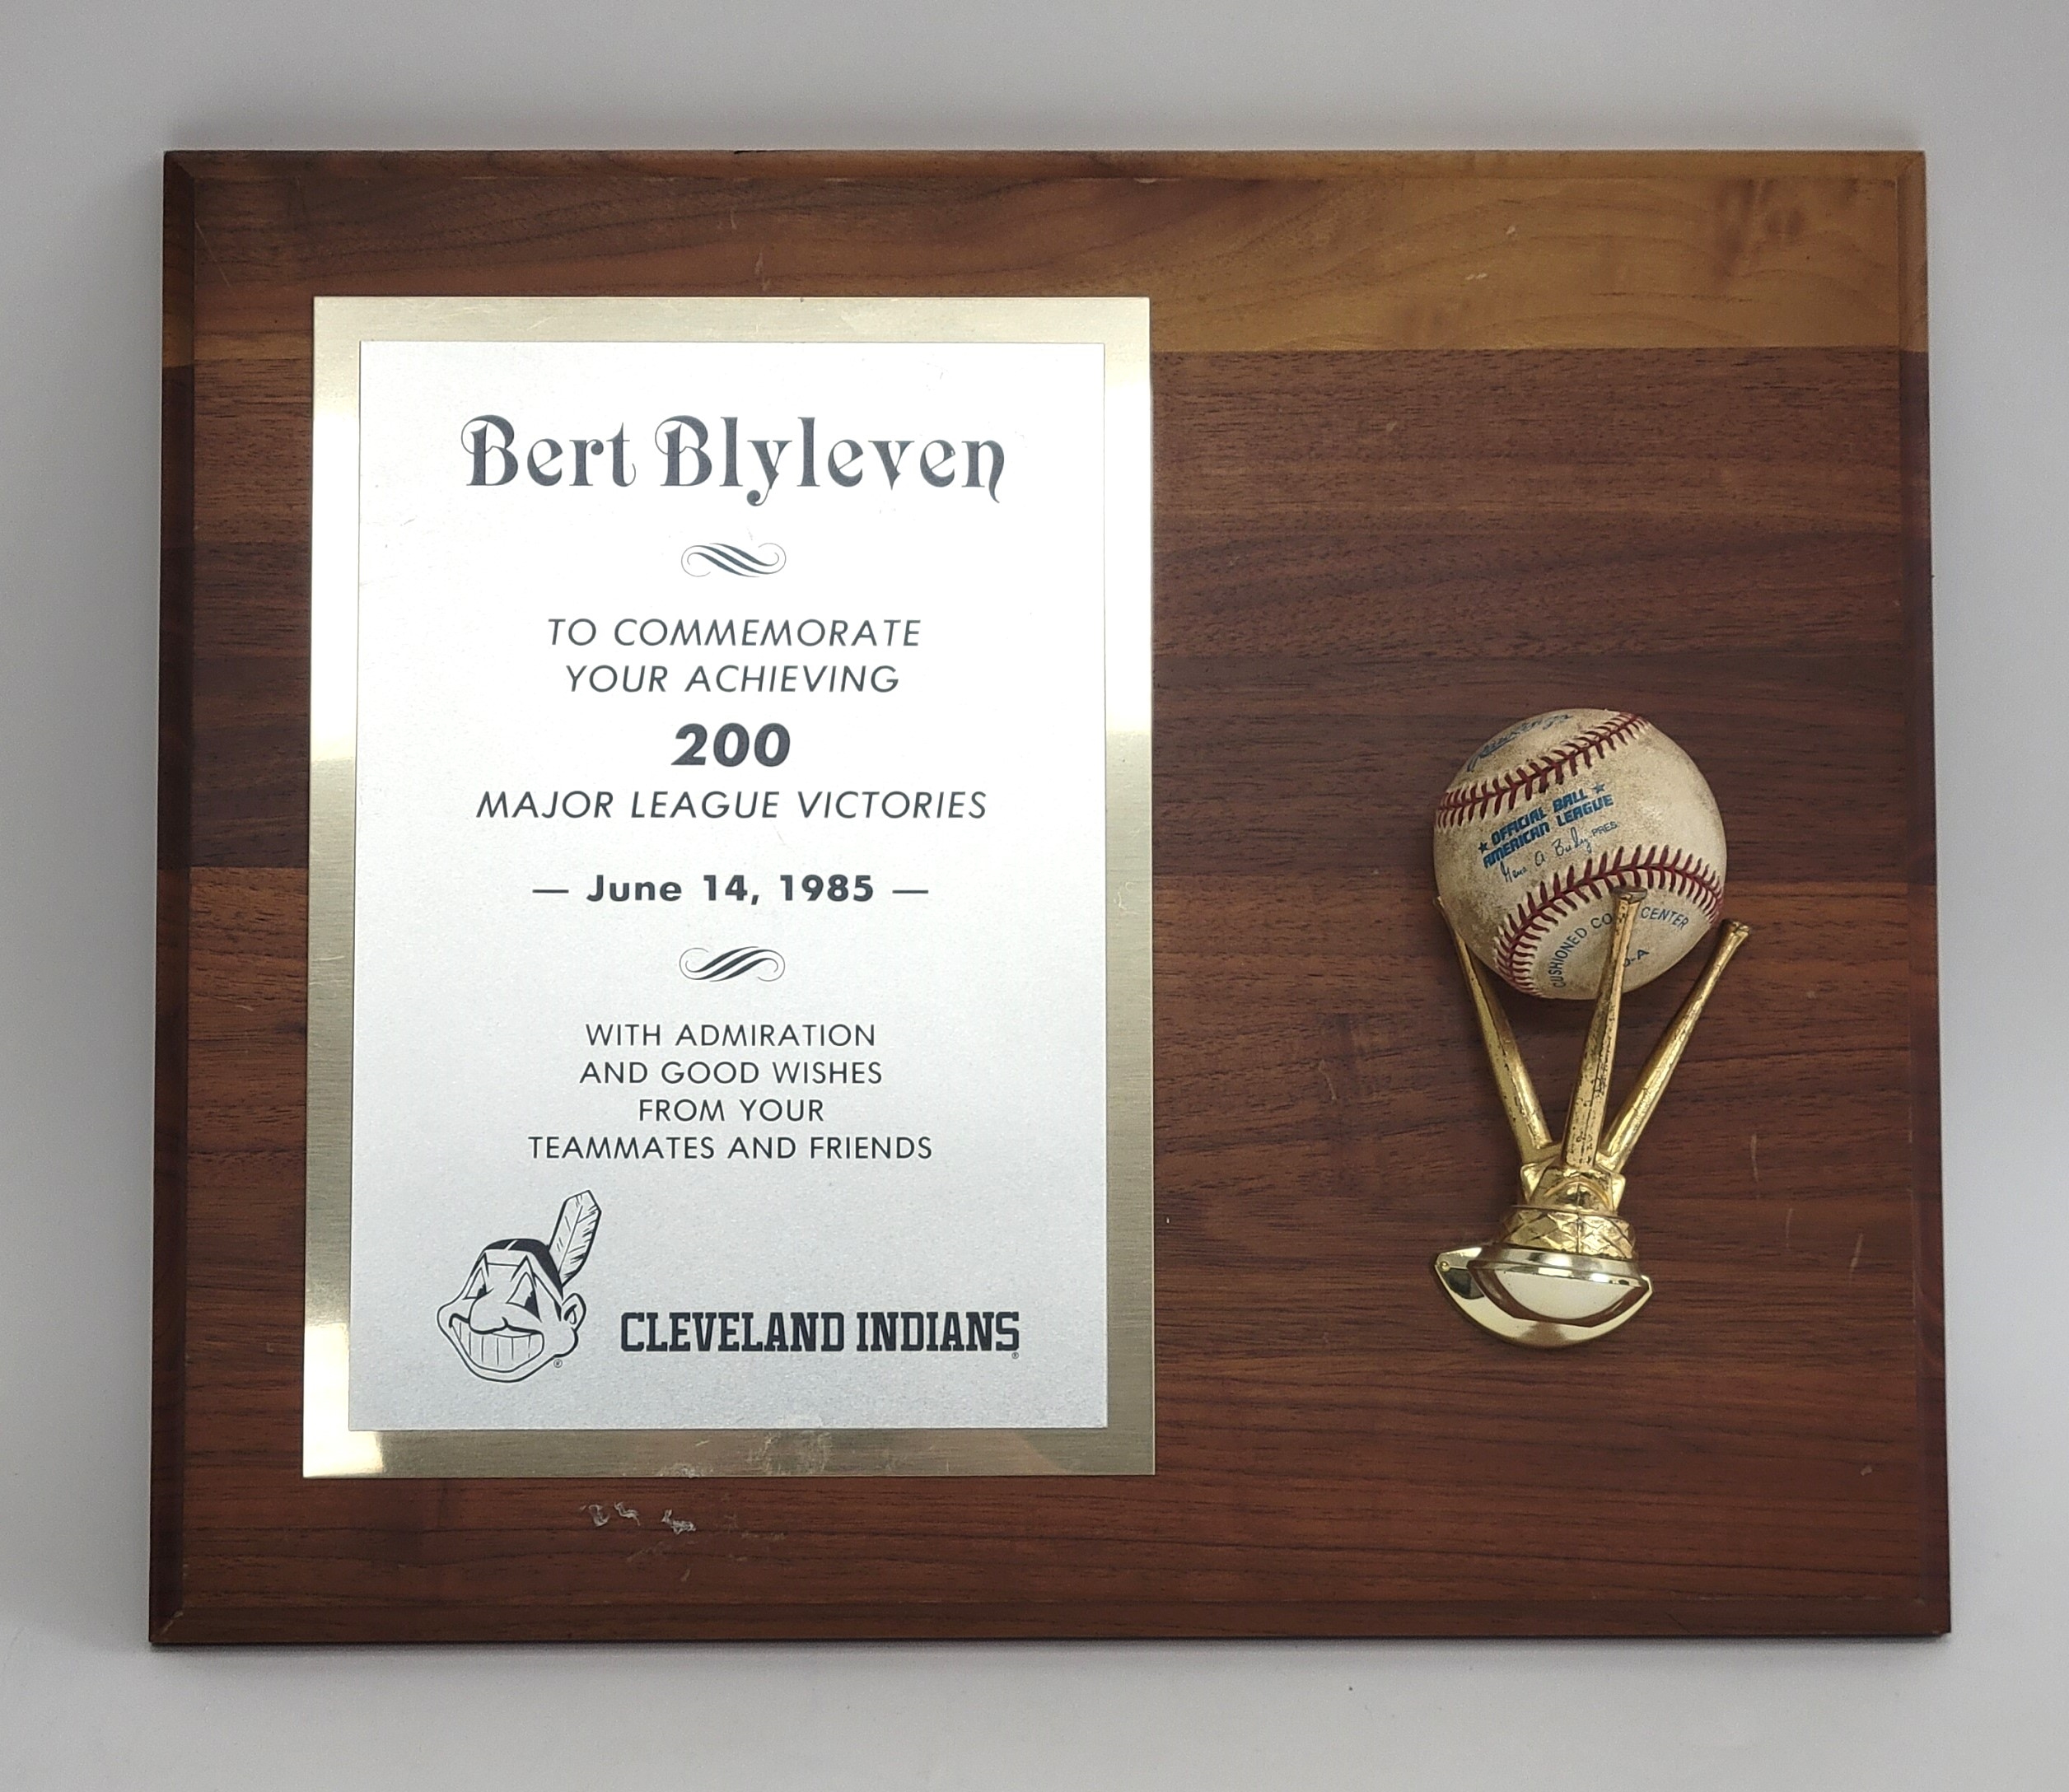 Bert Blyleven
TO COMMEMORATE
YOUR ACHIEVING
200
MAJOR LEAGUE VICTORIES
— June 14, 1985 —
WITH ADMIRATION
AND GOOD WISHES
FROM YOUR
TEAMMATES AND FRIENDS
CLEVELAND INDIANS®
OFFICIAL BALL
AMERICAN LEAGUE
PRES
CUSHIONED CENTER